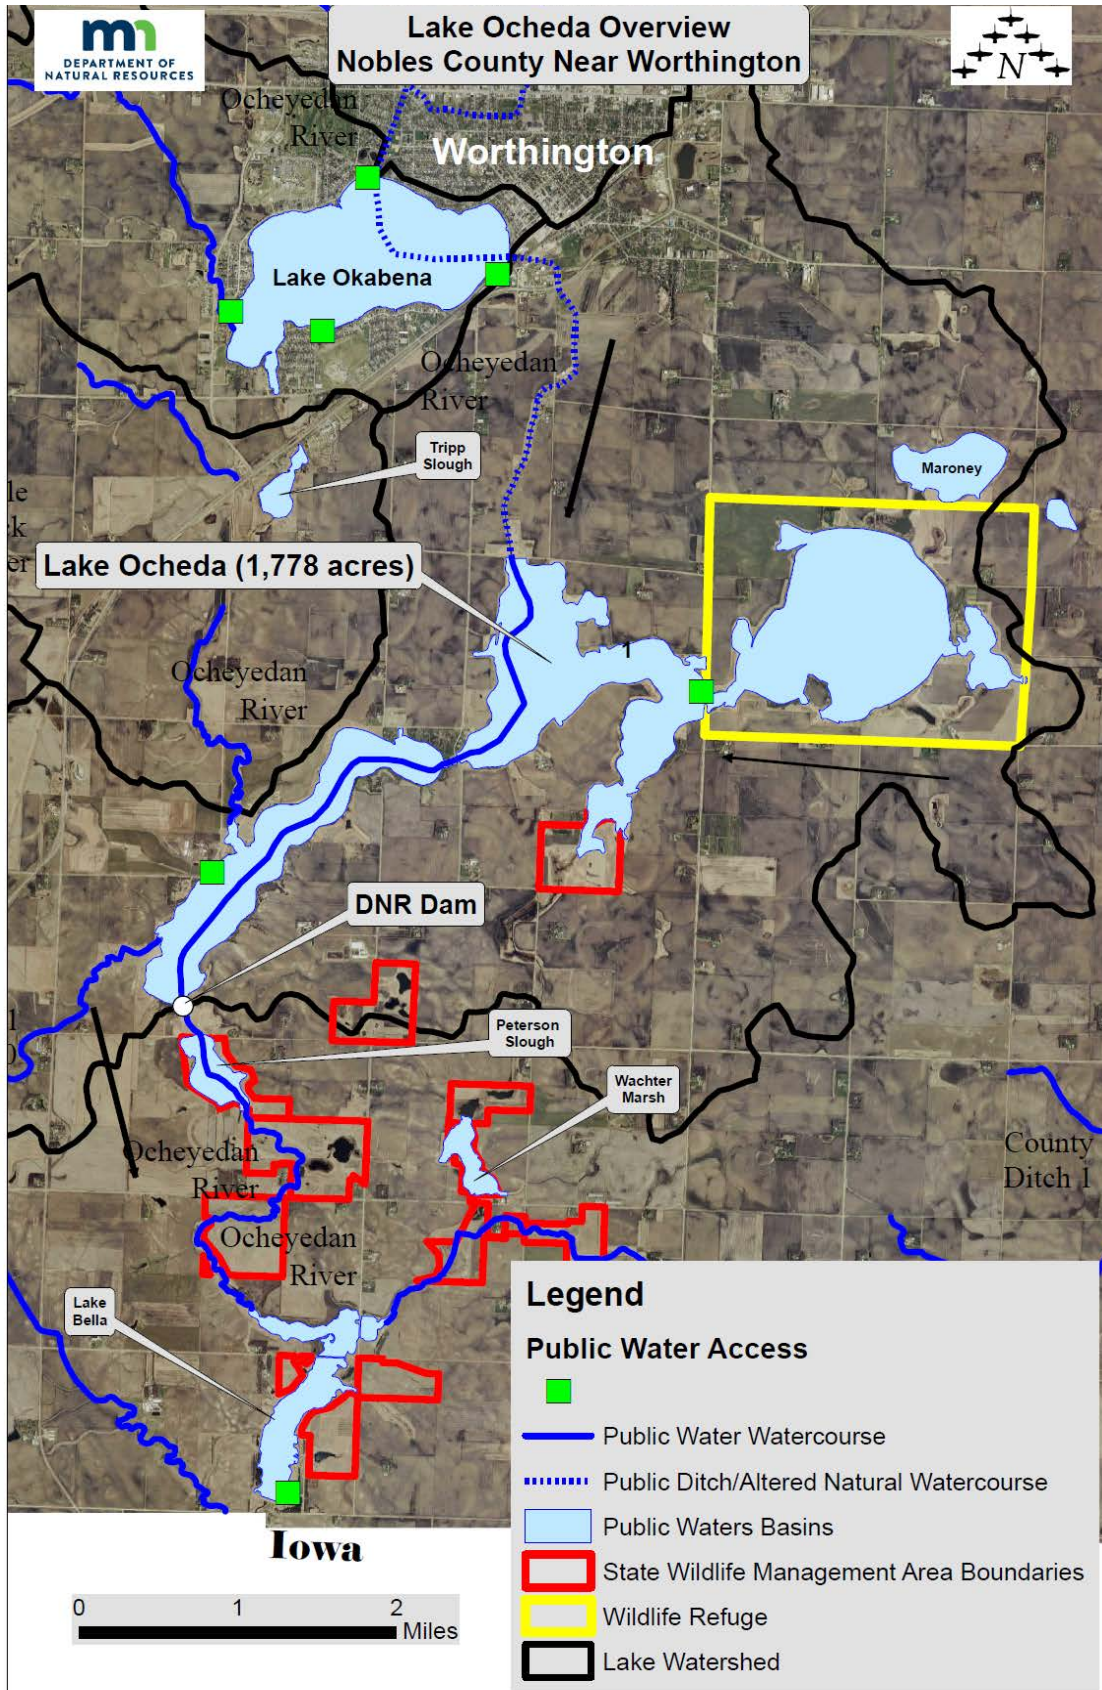 mn
DEPARTMENT OF
NATURAL RESOURCES
Lake Ocheda Overview
Nobles County Near Worthington
N
Ocheyedan
River
Worthington
Lake Okabena
Ocheyedan
River
Tripp
Slough
Maroney
le
k
er
Lake Ocheda (1,778 acres)
1
Ocheyedan
River
DNR Dam
Peterson
Slough
Wachter
Marsh
Ocheyedan
River
County
Ditch 1
Ocheyedan
River
Lake
Bella
Iowa
0 1 2
Miles
Legend
Public Water Access
Public Water Watercourse
Public Ditch/Altered Natural Watercourse
Public Waters Basins
State Wildlife Management Area Boundaries
Wildlife Refuge
Lake Watershed